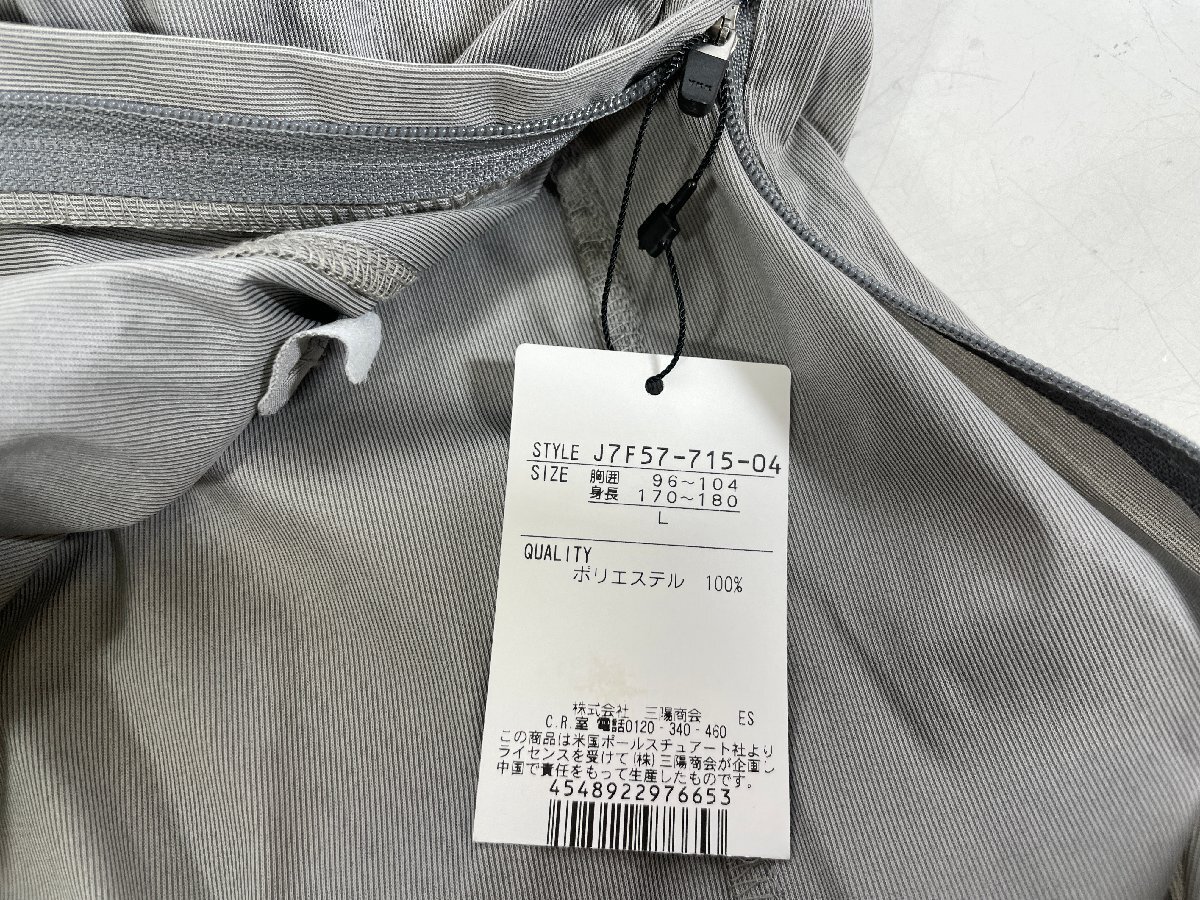 STYLE J7F57-715-04
SIZE 胸囲 96~104
身長 170~180
L
QUALITY
ポリエステル 100%
株式会社 三陽商会 ES
C.R.室 電話0120-340-460
この商品は米国ポールスチュアート社より
ライセンスを受けて(株)三陽商会が企画し
中国で責任をもって生産したものです。
4548922976653